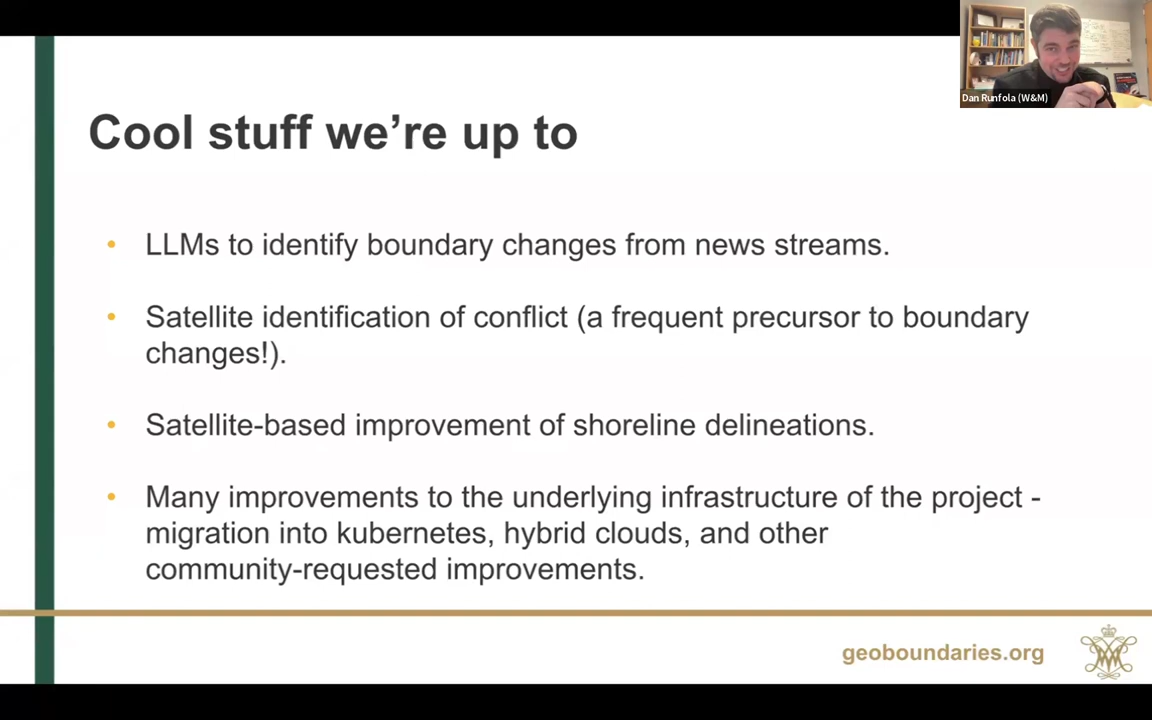 Dan Runfola (W&M)
Cool stuff we're up to
• LLMs to identify boundary changes from news streams.
• Satellite identification of conflict (a frequent precursor to boundary
changes!).
• Satellite-based improvement of shoreline delineations.
• Many improvements to the underlying infrastructure of the project -
migration into kubernetes, hybrid clouds, and other
community-requested improvements.
geoboundaries.org